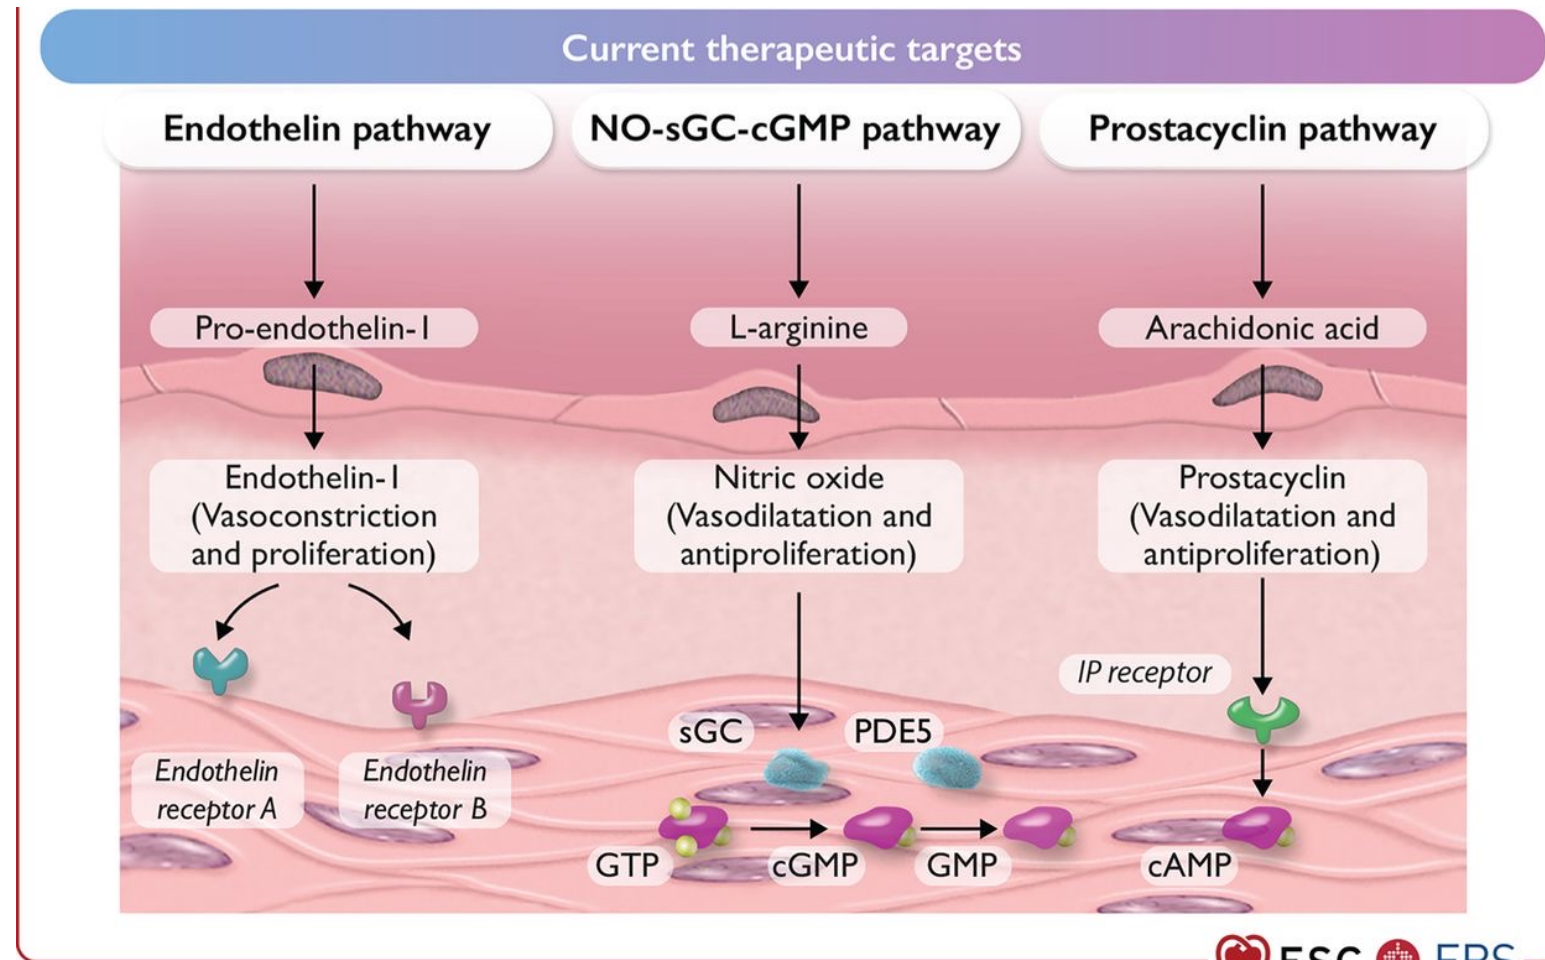 Current therapeutic targets
Endothelin pathway
NO-sGC-cGMP pathway
Prostacyclin pathway
Pro-endothelin-1
L-arginine
Arachidonic acid
Endothelin-1
(Vasoconstriction
and proliferation)
Nitric oxide
(Vasodilatation and
antiproliferation)
Prostacyclin
(Vasodilatation and
antiproliferation)
IP receptor
sGC
PDE5
Endothelin
receptor A
Endothelin
receptor B
GTP
cGMP
GMP
cAMP
ESC
ERS